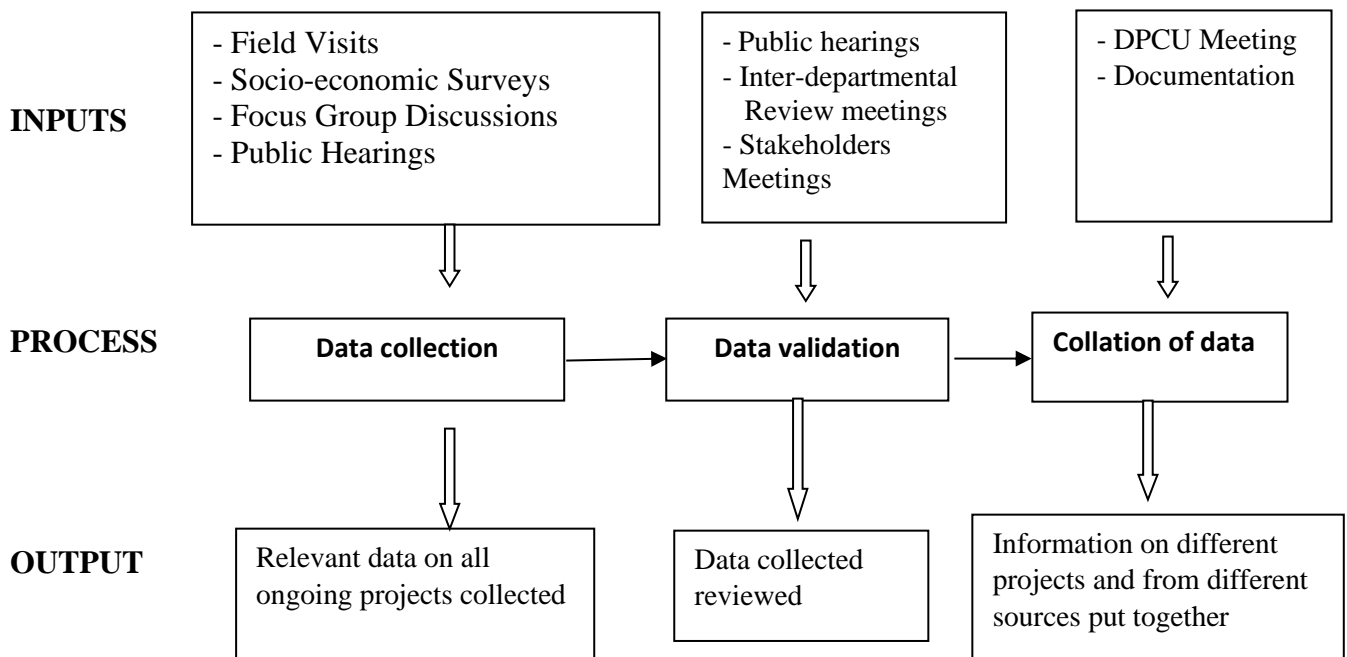 INPUTS
- Field Visits
- Socio-economic Surveys
- Focus Group Discussions
- Public Hearings
- Public hearings
- Inter-departmental
Review meetings
- Stakeholders
Meetings
- DPCU Meeting
- Documentation
PROCESS
Data collection
Data validation
Collation of data
OUTPUT
Relevant data on all
ongoing projects collected
Data collected
reviewed
Information on different
projects and from different
sources put together